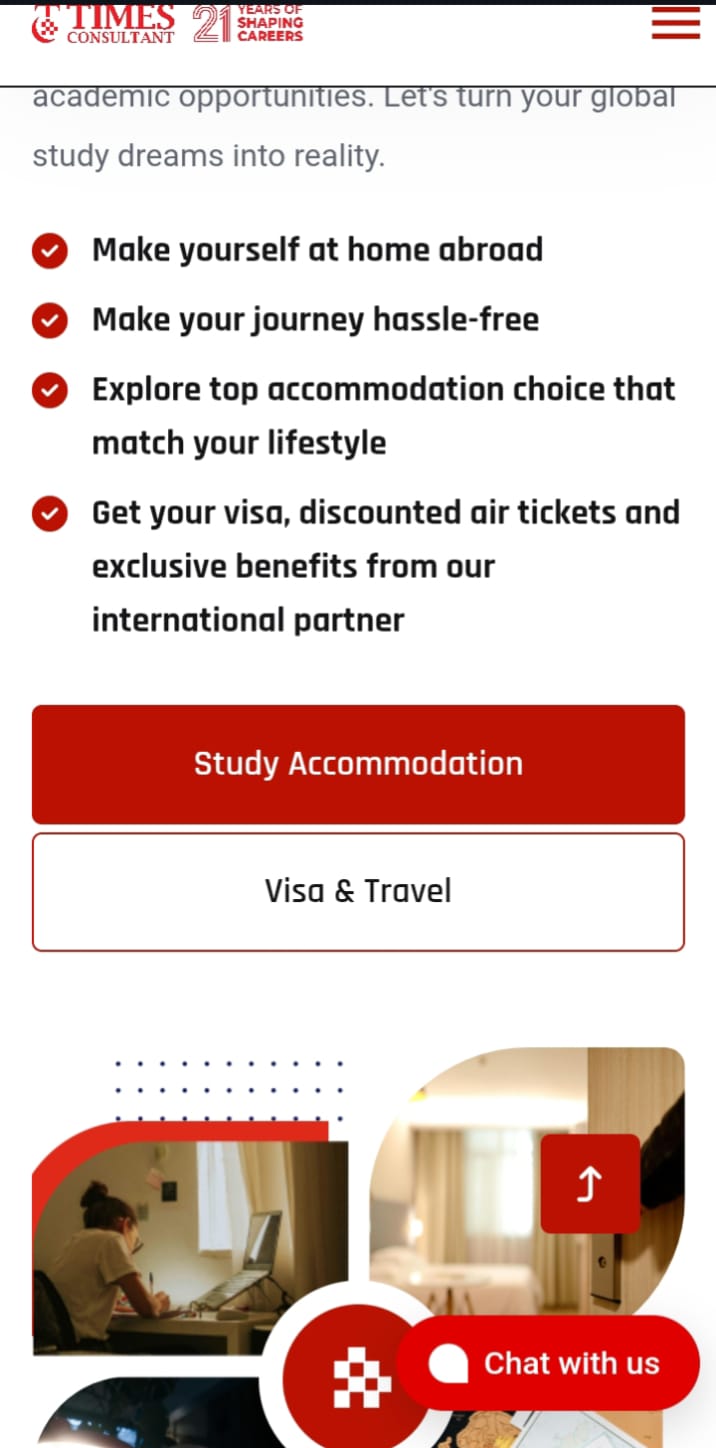 TIMES
CONSULTANT
21
YEARS OF
SHAPING
CAREERS
academic opportunities. Let's turn your global
study dreams into reality.
Make yourself at home abroad
Make your journey hassle-free
Explore top accommodation choice that
match your lifestyle
Get your visa, discounted air tickets and
exclusive benefits from our
international partner
Study Accommodation
Visa & Travel
Chat with us